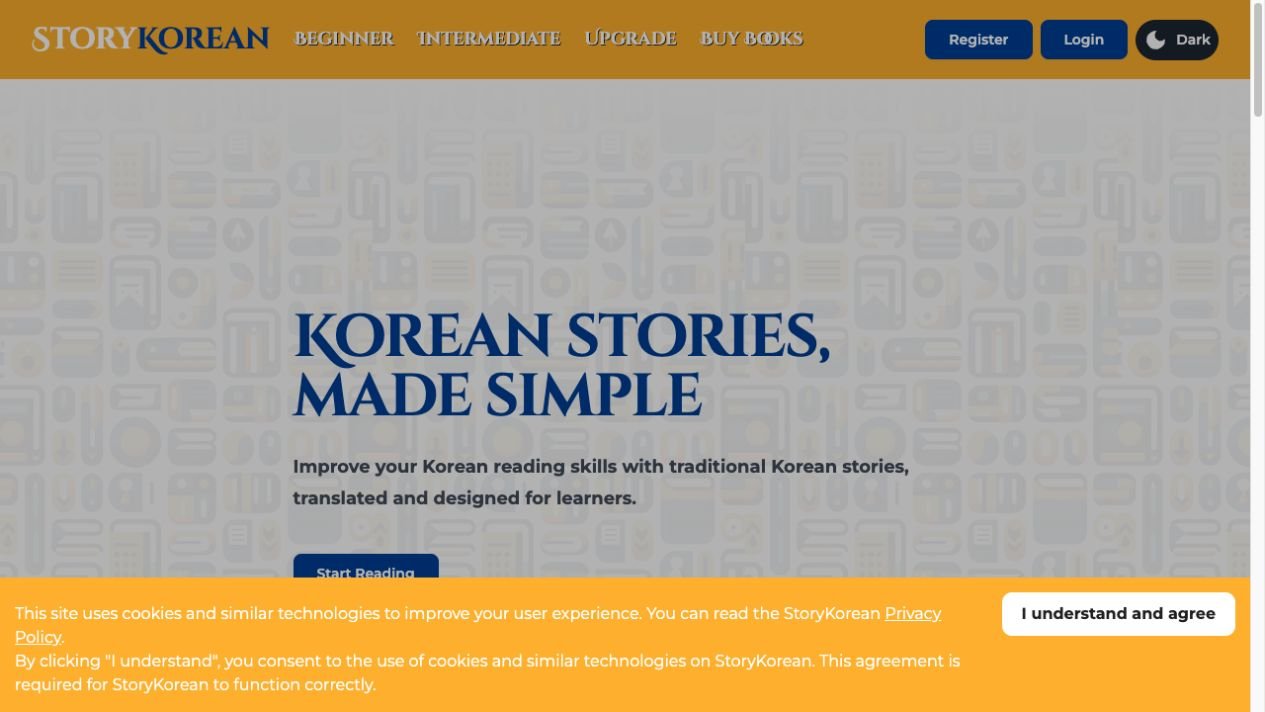 StoryKorean
Beginner
Intermediate
Upgrade
Buy Books
Register
Login
Dark
Korean stories,
made simple
Improve your Korean reading skills with traditional Korean stories,
translated and designed for learners.
Start Reading
This site uses cookies and similar technologies to improve your user experience. You can read the StoryKorean Privacy
Policy.
By clicking "I understand", you consent to the use of cookies and similar technologies on StoryKorean. This agreement is
required for StoryKorean to function correctly.
I understand and agree